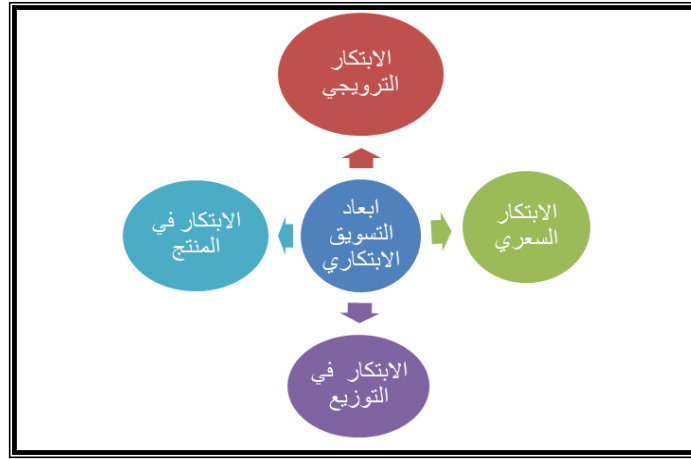 الابتكار
الترويجي
الابتكار
السعري
ابعاد
التسويق
الابتكاري
الابتكار في
المنتج
الابتكار في
التوزيع